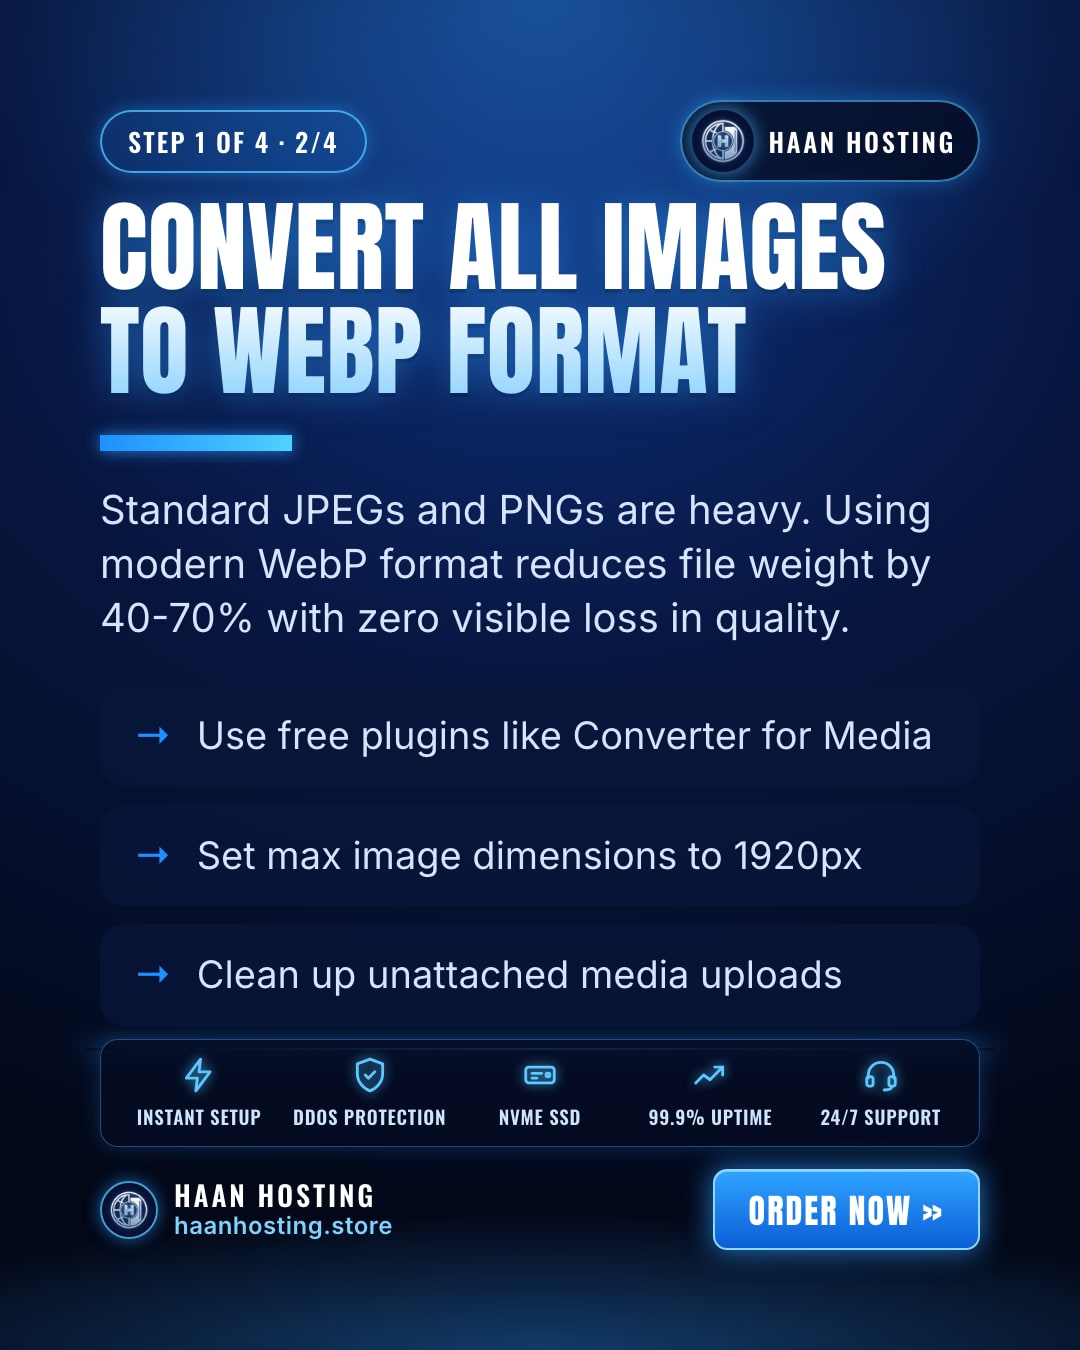 STEP 1 OF 4 · 2/4
HAAN HOSTING
CONVERT ALL IMAGES
TO WEBP FORMAT
Standard JPEGs and PNGs are heavy. Using
modern WebP format reduces file weight by
40-70% with zero visible loss in quality.
→ Use free plugins like Converter for Media
→ Set max image dimensions to 1920px
→ Clean up unattached media uploads
INSTANT SETUP
DDOS PROTECTION
NVME SSD
99.9% UPTIME
24/7 SUPPORT
H
HAAN HOSTING
haanhosting.store
ORDER NOW »